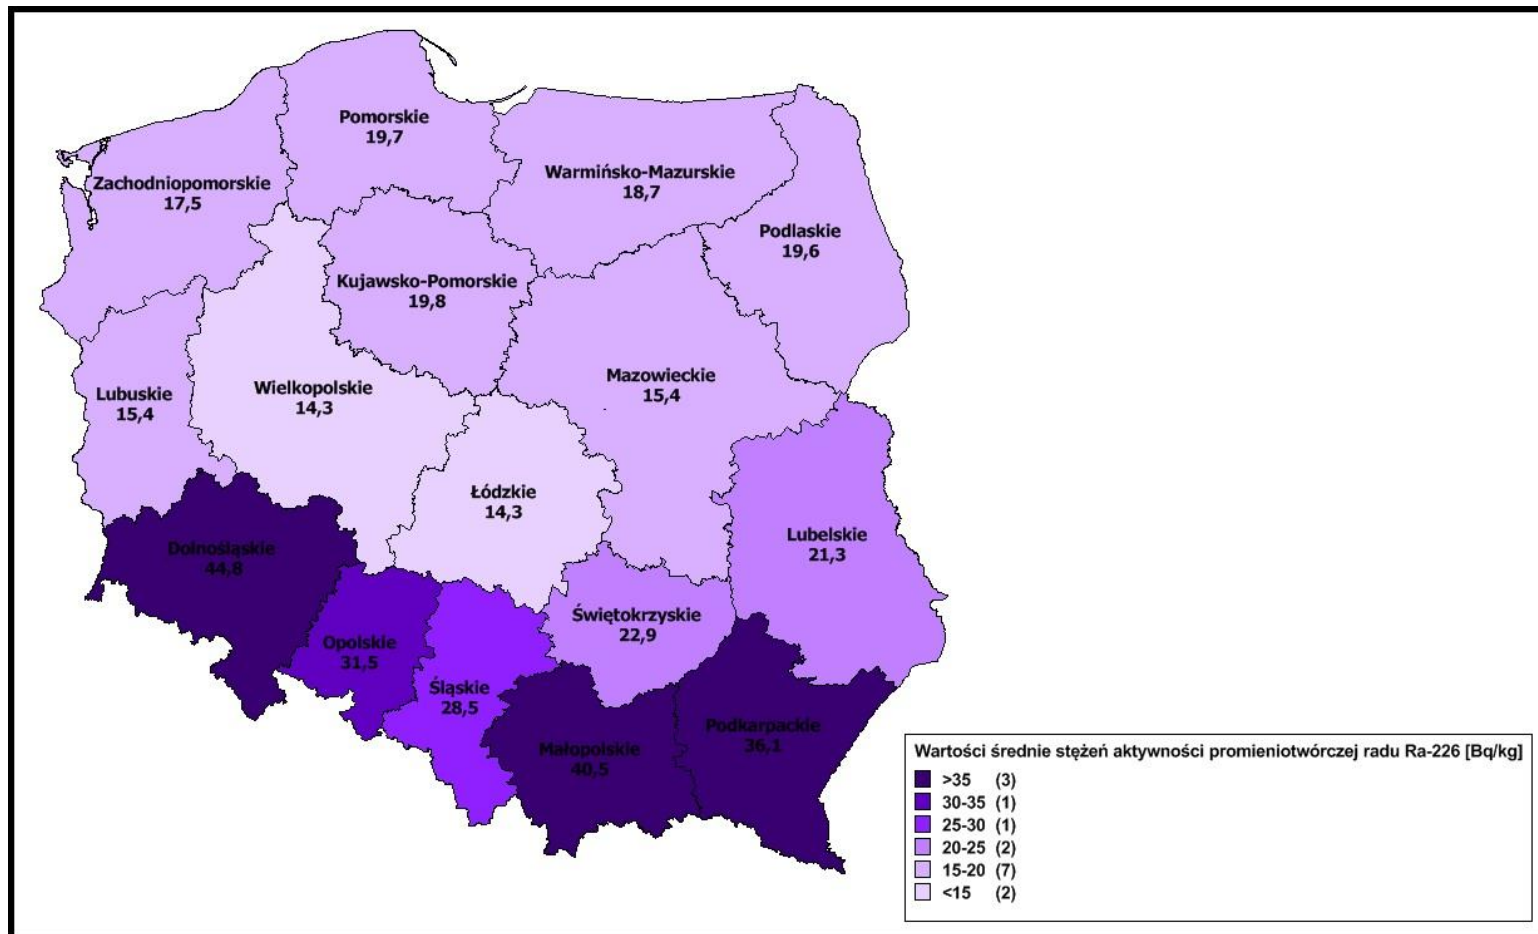 Pomorskie
19,7
Zachodniopomorskie
17,5
Warmińsko-Mazurskie
18,7
Podlaskie
19,6
Kujawsko-Pomorskie
19,8
Lubuskie
15,4
Wielkopolskie
14,3
Mazowieckie
15,4
Łódzkie
14,3
Dolnośląskie
44,8
Lubelskie
21,3
Opolskie
31,5
Świętokrzyskie
22,9
Śląskie
28,5
Małopolskie
40,5
Podkarpackie
36,1
Wartości średnie stężeń aktywności promieniotwórczej radu Ra-226 [Bq/kg]
>35 (3)
30-35 (1)
25-30 (1)
20-25 (2)
15-20 (7)
<15 (2)